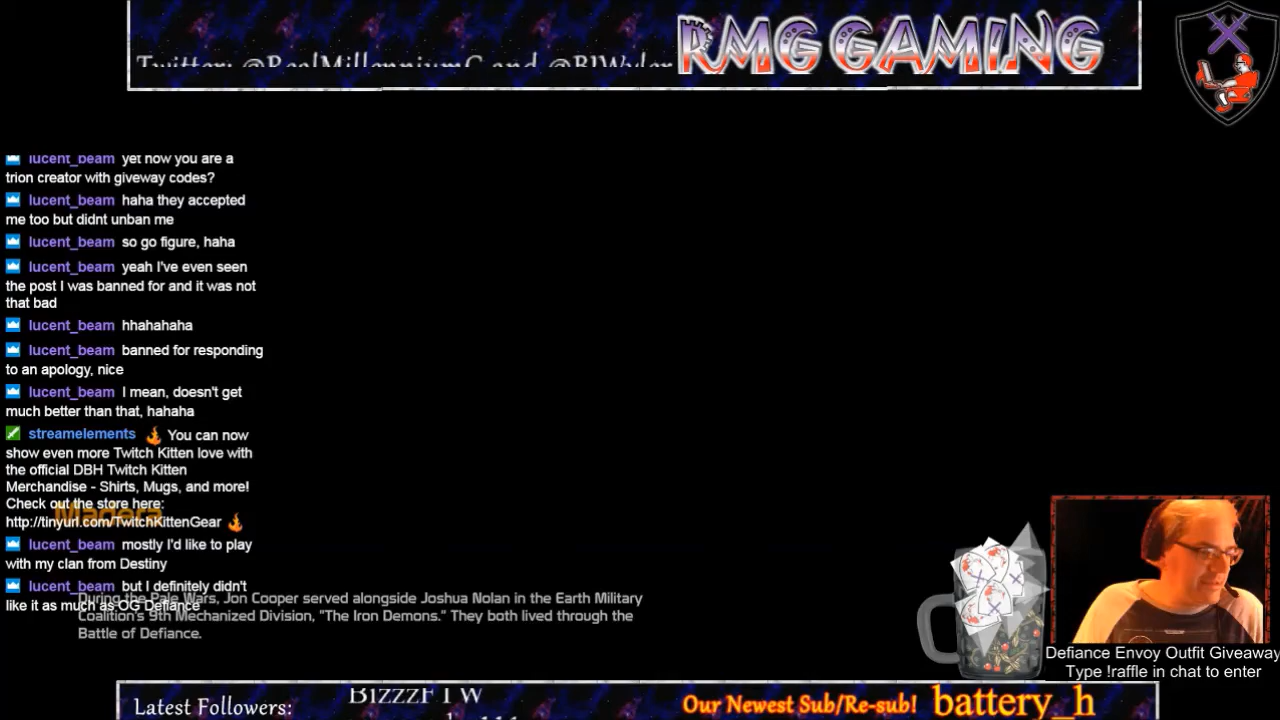 Twitter: @RealMillenniumG and @BJWyler
RMG GAMING
lucent_beam yet now you are a
trion creator with giveway codes?
lucent_beam haha they accepted
me too but didnt unban me
lucent_beam so go figure, haha
lucent_beam yeah I've even seen
the post I was banned for and it was not
that bad
lucent_beam hhahahaha
lucent_beam banned for responding
to an apology, nice
lucent_beam I mean, doesn't get
much better than that, hahaha
streamelements 🔥 You can now
show even more Twitch Kitten love with
the official DBH Twitch Kitten
Merchandise - Shirts, Mugs, and more!
Check out the store here:
http://tinyurl.com/TwitchKittenGear 🔥
Madera
lucent_beam mostly I'd like to play
with my clan from Destiny
lucent_beam but I definitely didn't
like it as much as OG Defiance
During the Pale Wars, Jon Cooper served alongside Joshua Nolan in the Earth Military
Coalition's 9th Mechanized Division, "The Iron Demons." They both lived through the
Battle of Defiance.
Defiance Envoy Outfit Giveaway
Type !raffle in chat to enter
Latest Followers:
BizzzFTW
Our Newest Sub/Re-sub!
battery_h